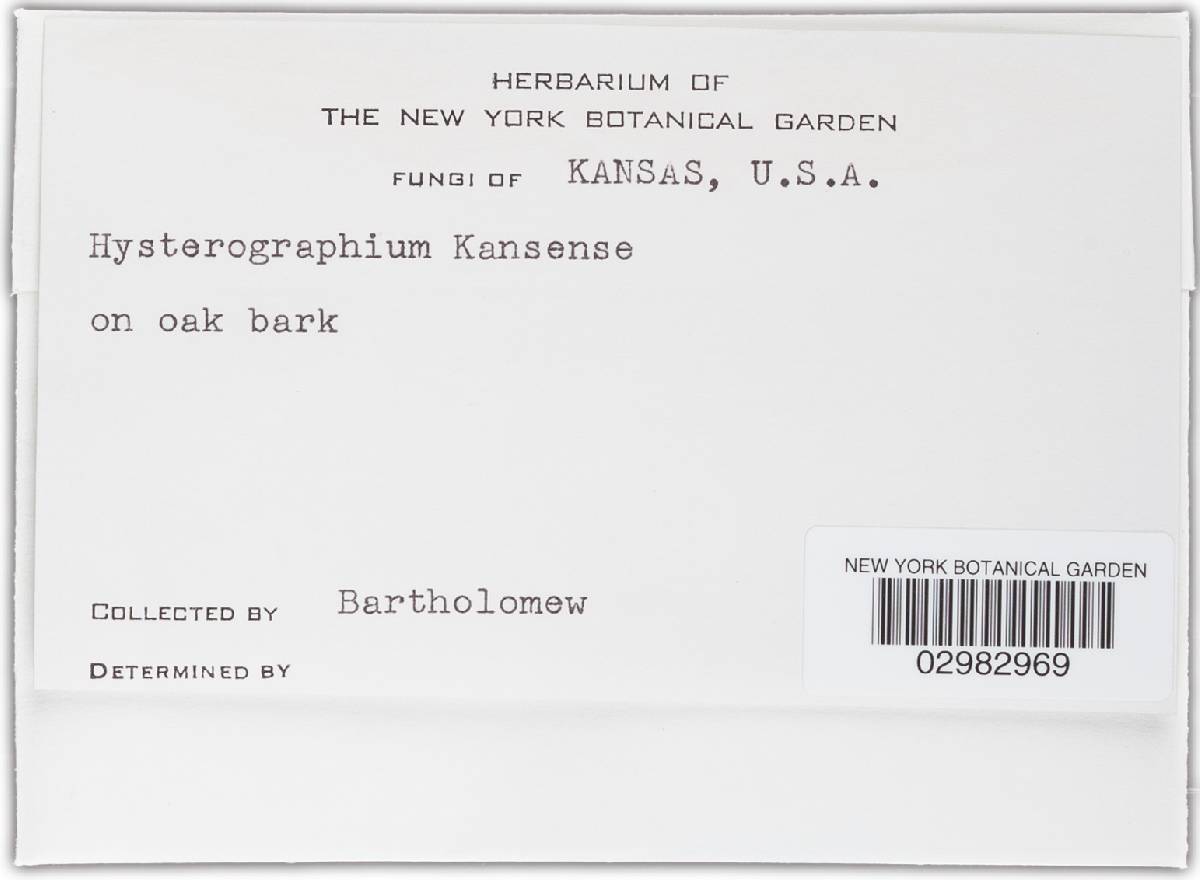 HERBARIUM OF
THE NEW YORK BOTANICAL GARDEN
FUNGI OF KANSAS, U.S.A.
Hysterographium Kansense
on oak bark
COLLECTED BY Bartholomew
DETERMINED BY
NEW YORK BOTANICAL GARDEN
02982969